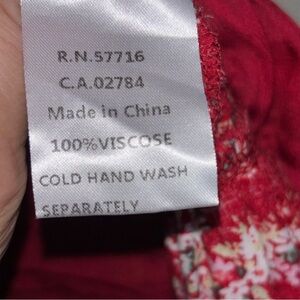 R.N.57716
C.A.02784
Made in China
100%VISCOSE
COLD HAND WASH
SEPARATELY